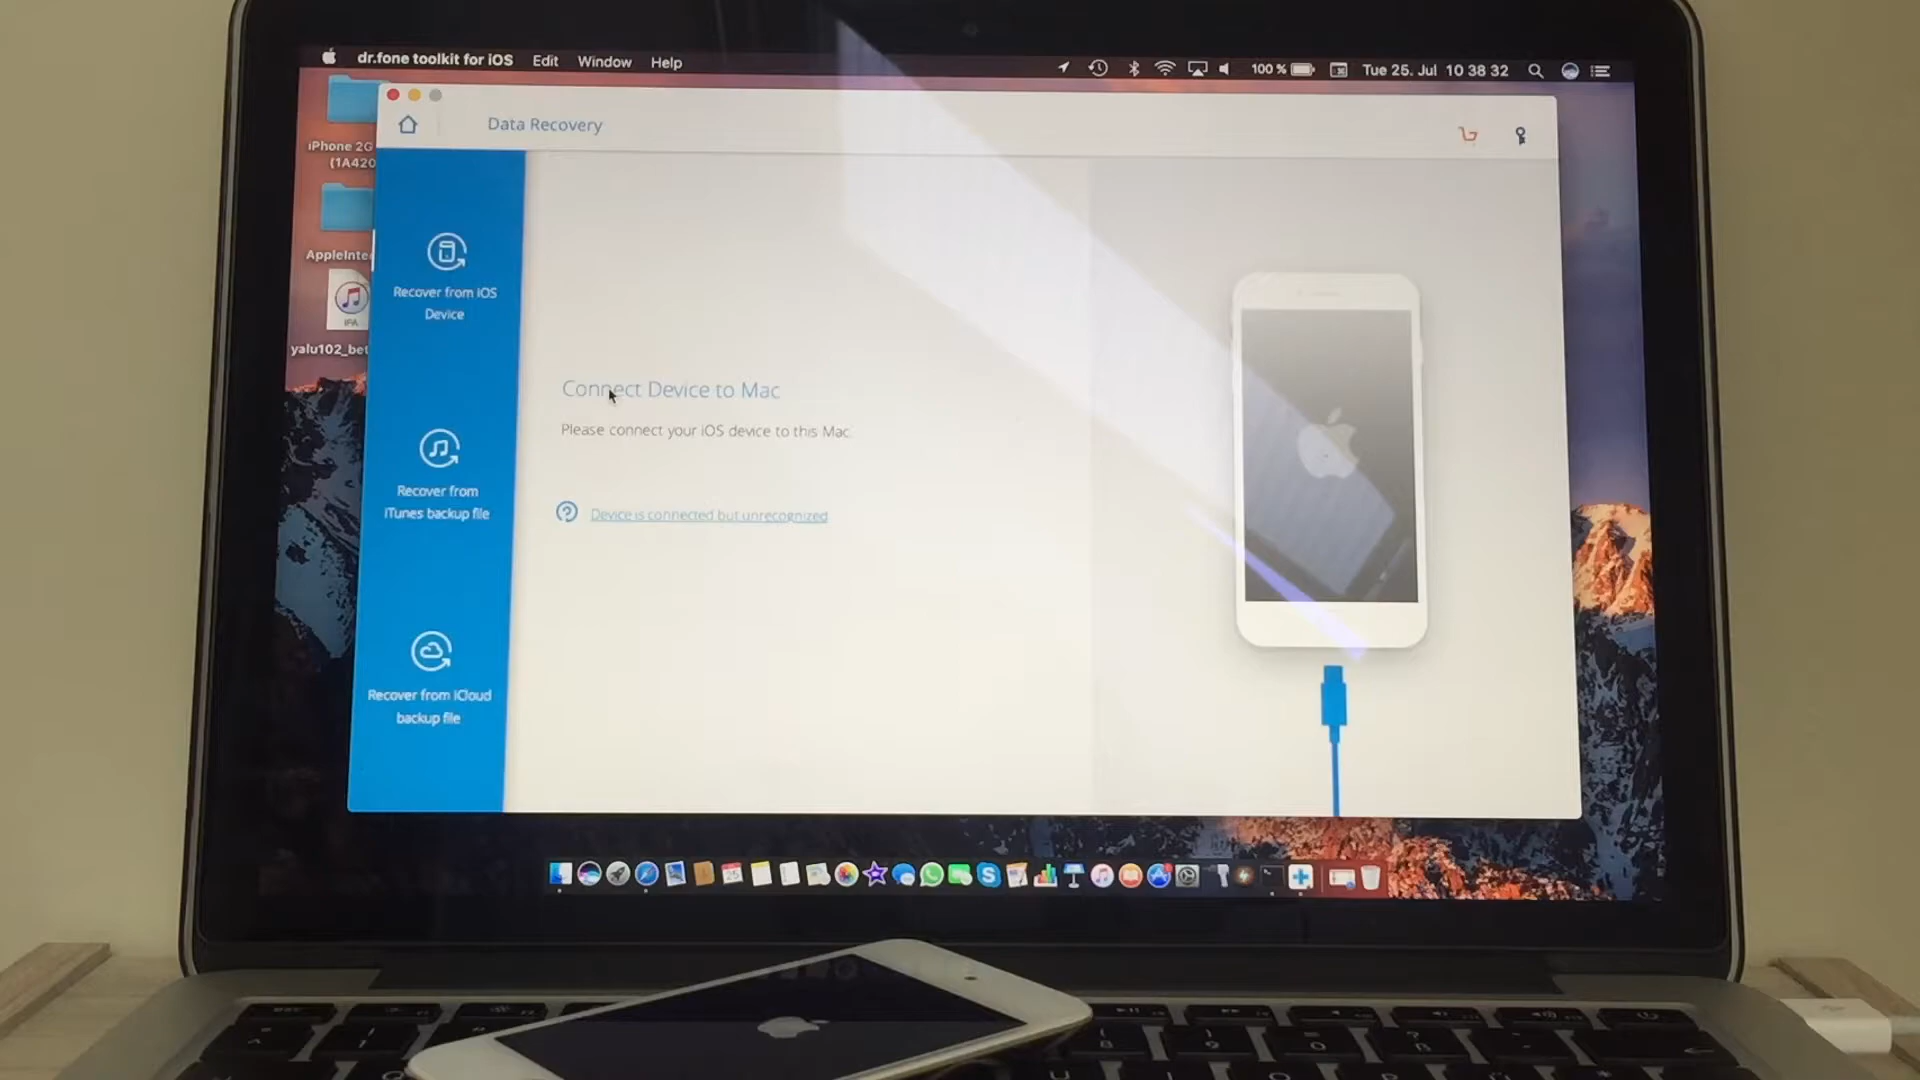 dr.fone toolkit for iOS Edit Window Help
100 % Tue 25. Jul 10 38 32
iPhone 2G
(1A420
AppleInte
IPA
yalu102_bet
Data Recovery
Recover from iOS
Device
Recover from
iTunes backup file
Recover from iCloud
backup file
Connect Device to Mac
Please connect your iOS device to this Mac.
Device is connected but unrecognized